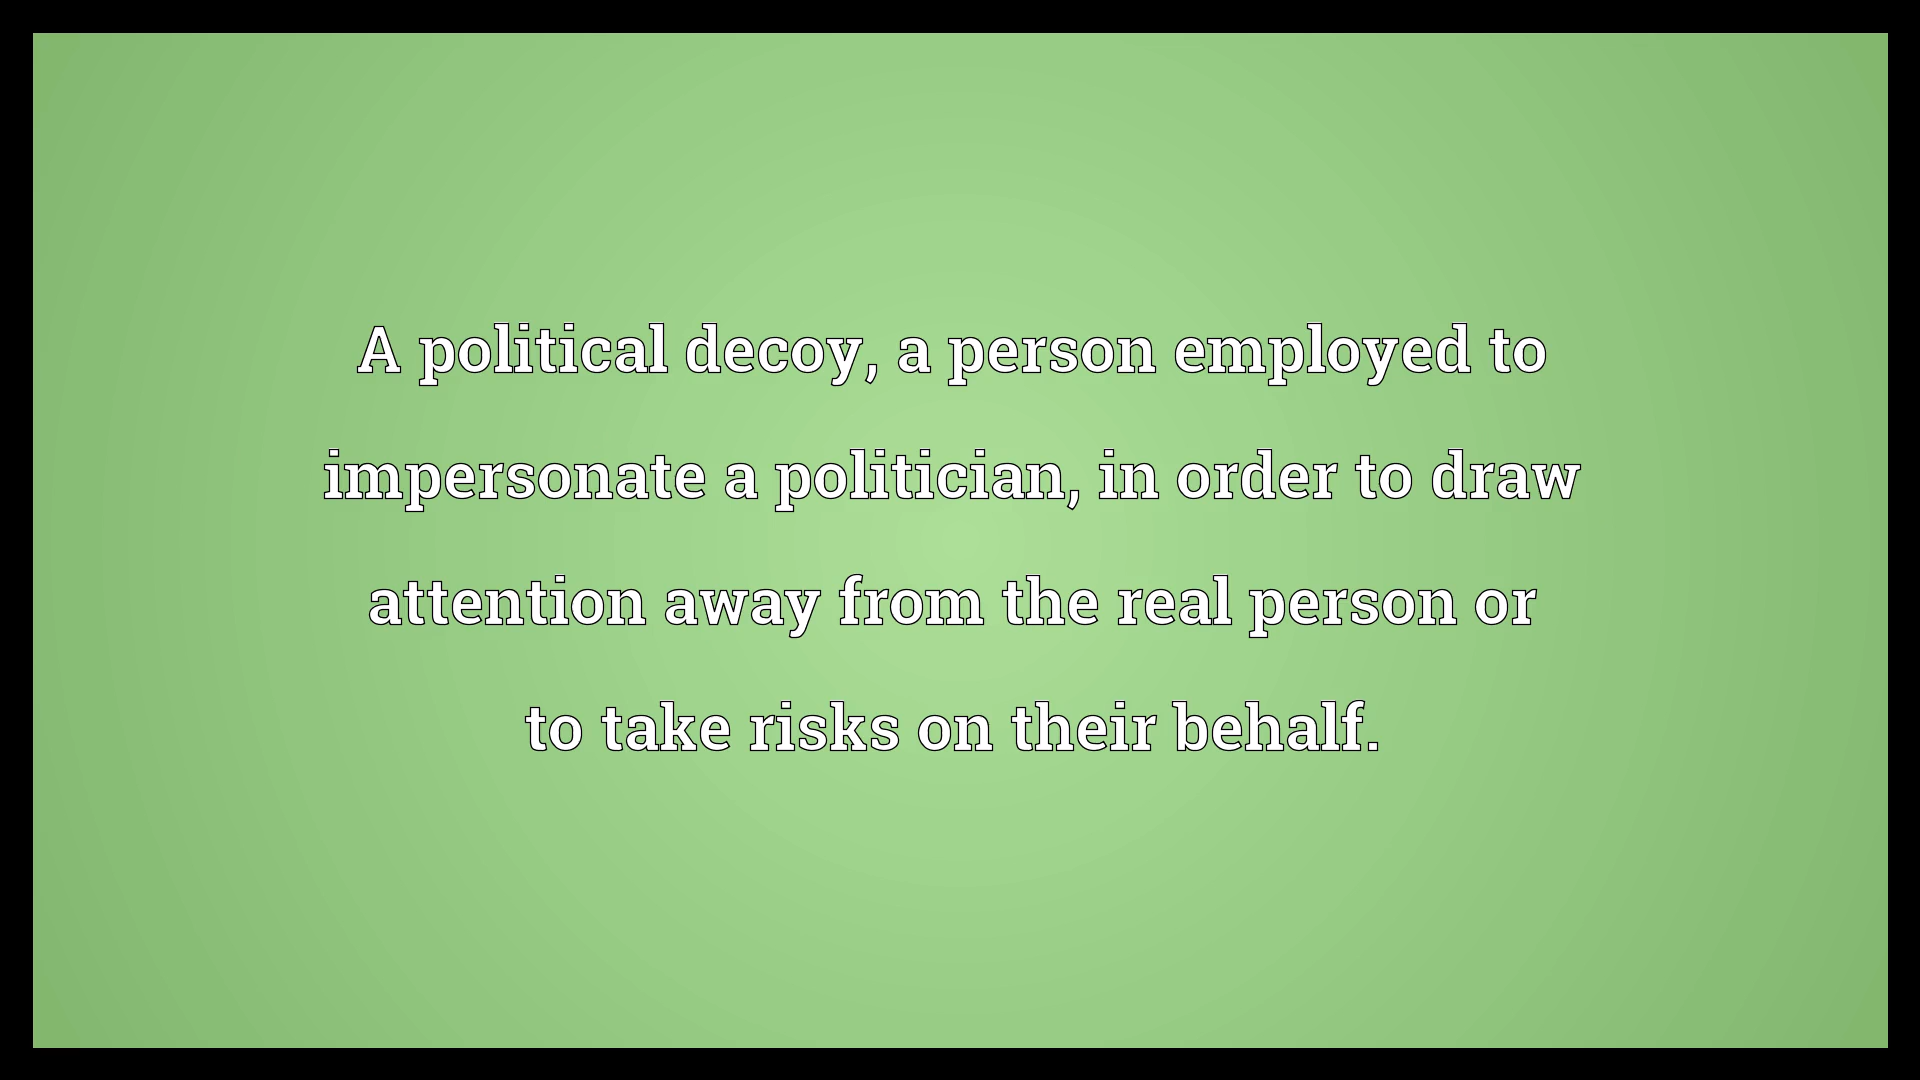 A political decoy, a person employed to
impersonate a politician, in order to draw
attention away from the real person or
to take risks on their behalf.